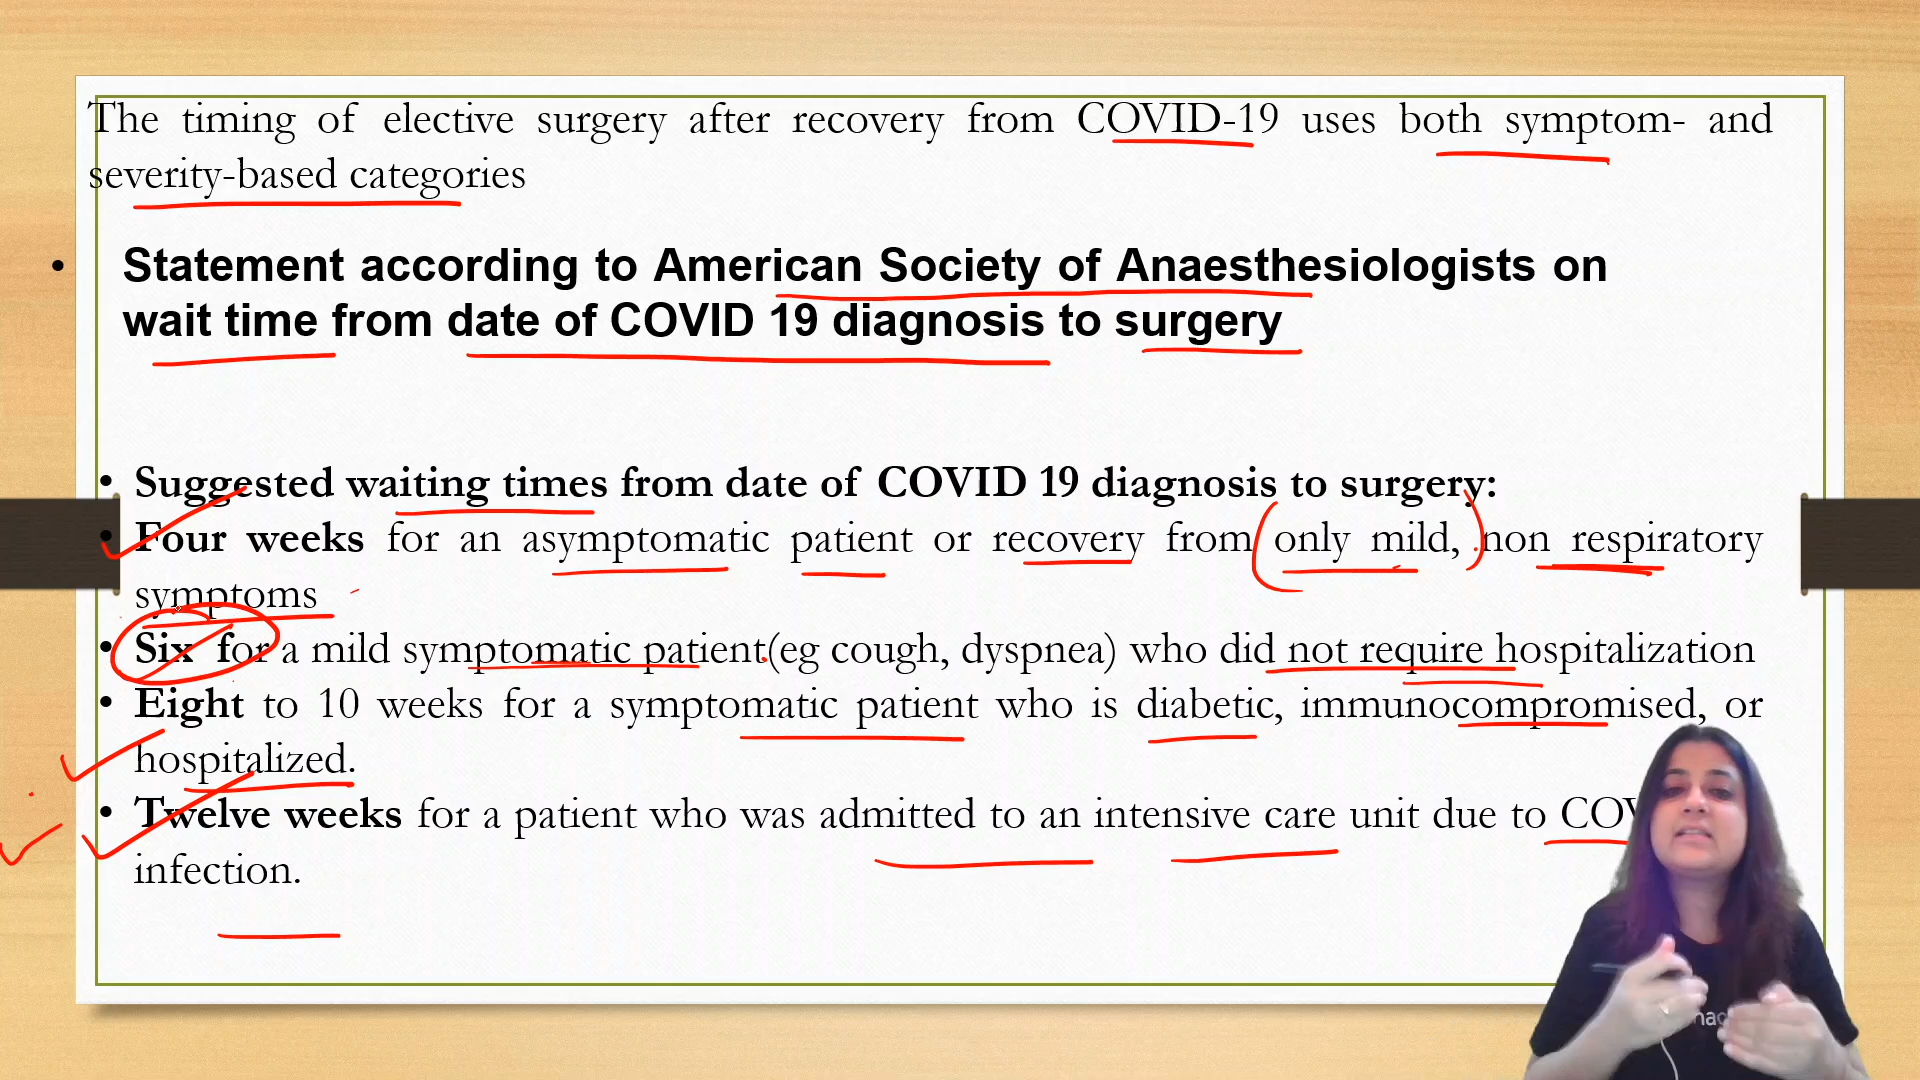 The timing of elective surgery after recovery from COVID-19 uses both symptom- and
severity-based categories
• Statement according to American Society of Anaesthesiologists on
wait time from date of COVID 19 diagnosis to surgery
• Suggested waiting times from date of COVID 19 diagnosis to surgery:
• Four weeks for an asymptomatic patient or recovery from only mild, non respiratory
symptoms
• Six for a mild symptomatic patient(eg cough, dyspnea) who did not require hospitalization
• Eight to 10 weeks for a symptomatic patient who is diabetic, immunocompromised, or
hospitalized.
• Twelve weeks for a patient who was admitted to an intensive care unit due to
infection.